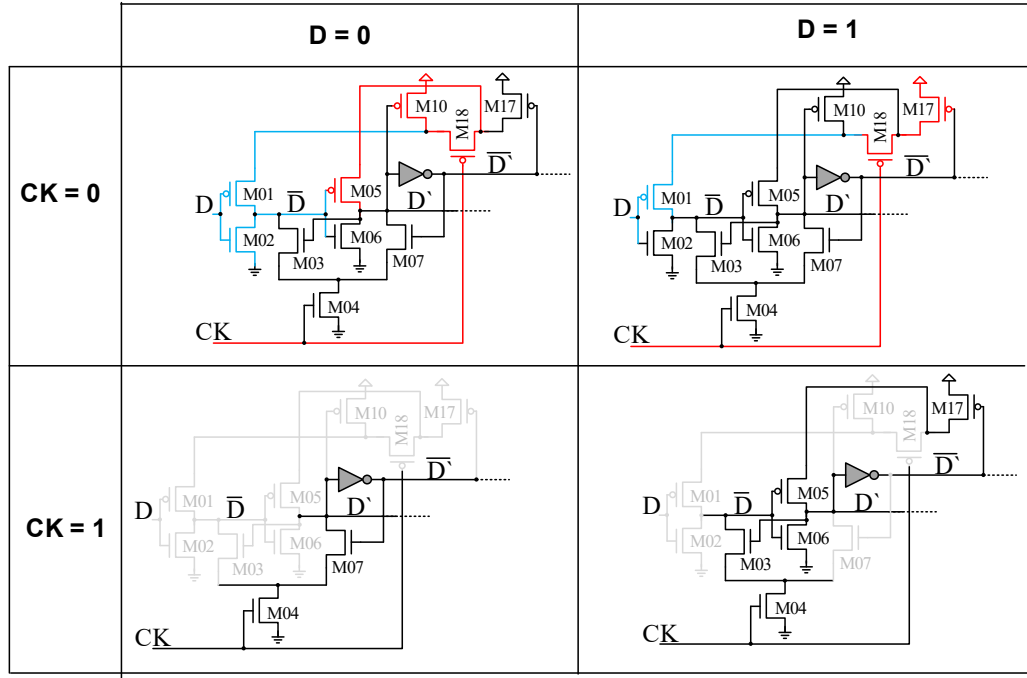 D = 0
D = 1
CK = 0
M10
M18
M17
D`
M01
D
D
M05
D`
M02
M03
M06
M07
M04
CK
M10
M18
M17
D`
M01
D
D
M05
D`
M02
M03
M06
M07
M04
CK
CK = 1
M10
M18
M17
D`
M01
D
D
M05
D`
M02
M03
M06
M07
M04
CK
M10
M18
M17
D`
M01
D
D
M05
D`
M02
M03
M06
M07
M04
CK